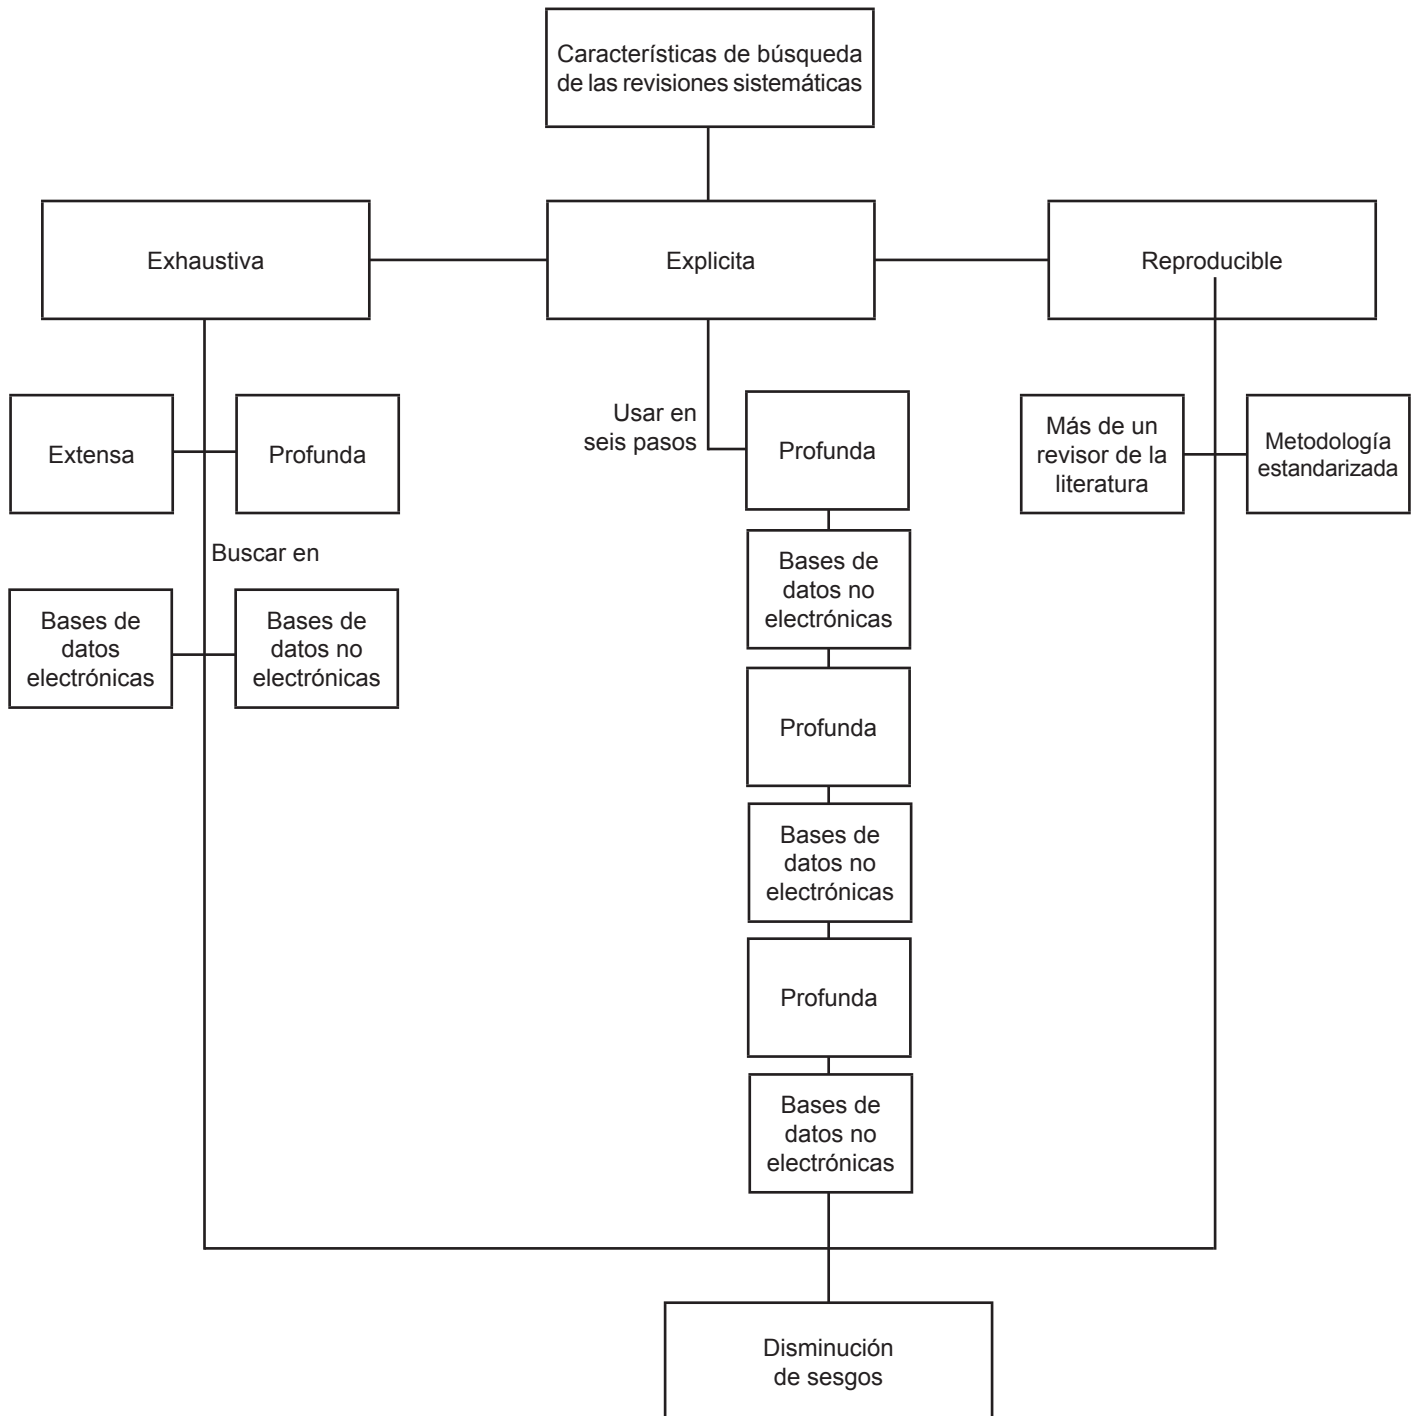 Características de búsqueda
de las revisiones sistemáticas
Exhaustiva
Explicita
Reproducible
Extensa
Profunda
Buscar en
Bases de
datos
electrónicas
Bases de
datos no
electrónicas
Usar en
seis pasos
Profunda
Bases de
datos no
electrónicas
Profunda
Bases de
datos no
electrónicas
Profunda
Bases de
datos no
electrónicas
Más de un
revisor de la
literatura
Metodología
estandarizada
Disminución
de sesgos